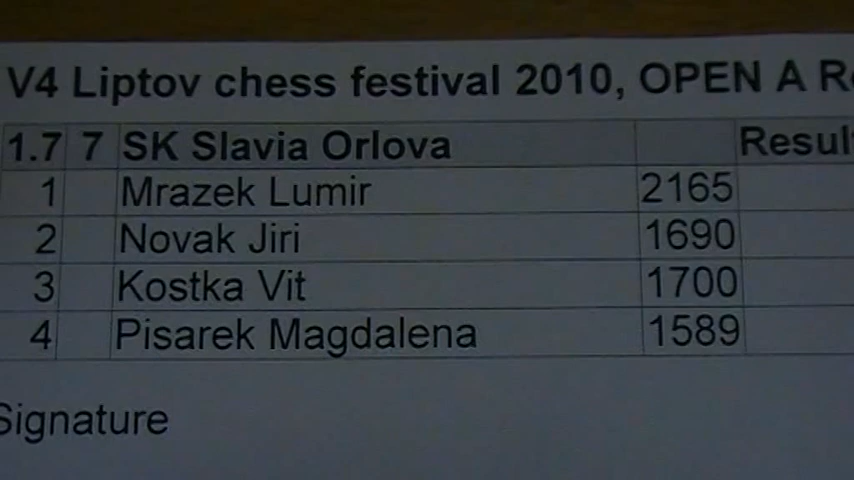 V4 Liptov chess festival 2010, OPEN A
1.7 7 SK Slavia Orlova Result
1 Mrazek Lumir 2165
2 Novak Jiri 1690
3 Kostka Vit 1700
4 Pisarek Magdalena 1589
Signature